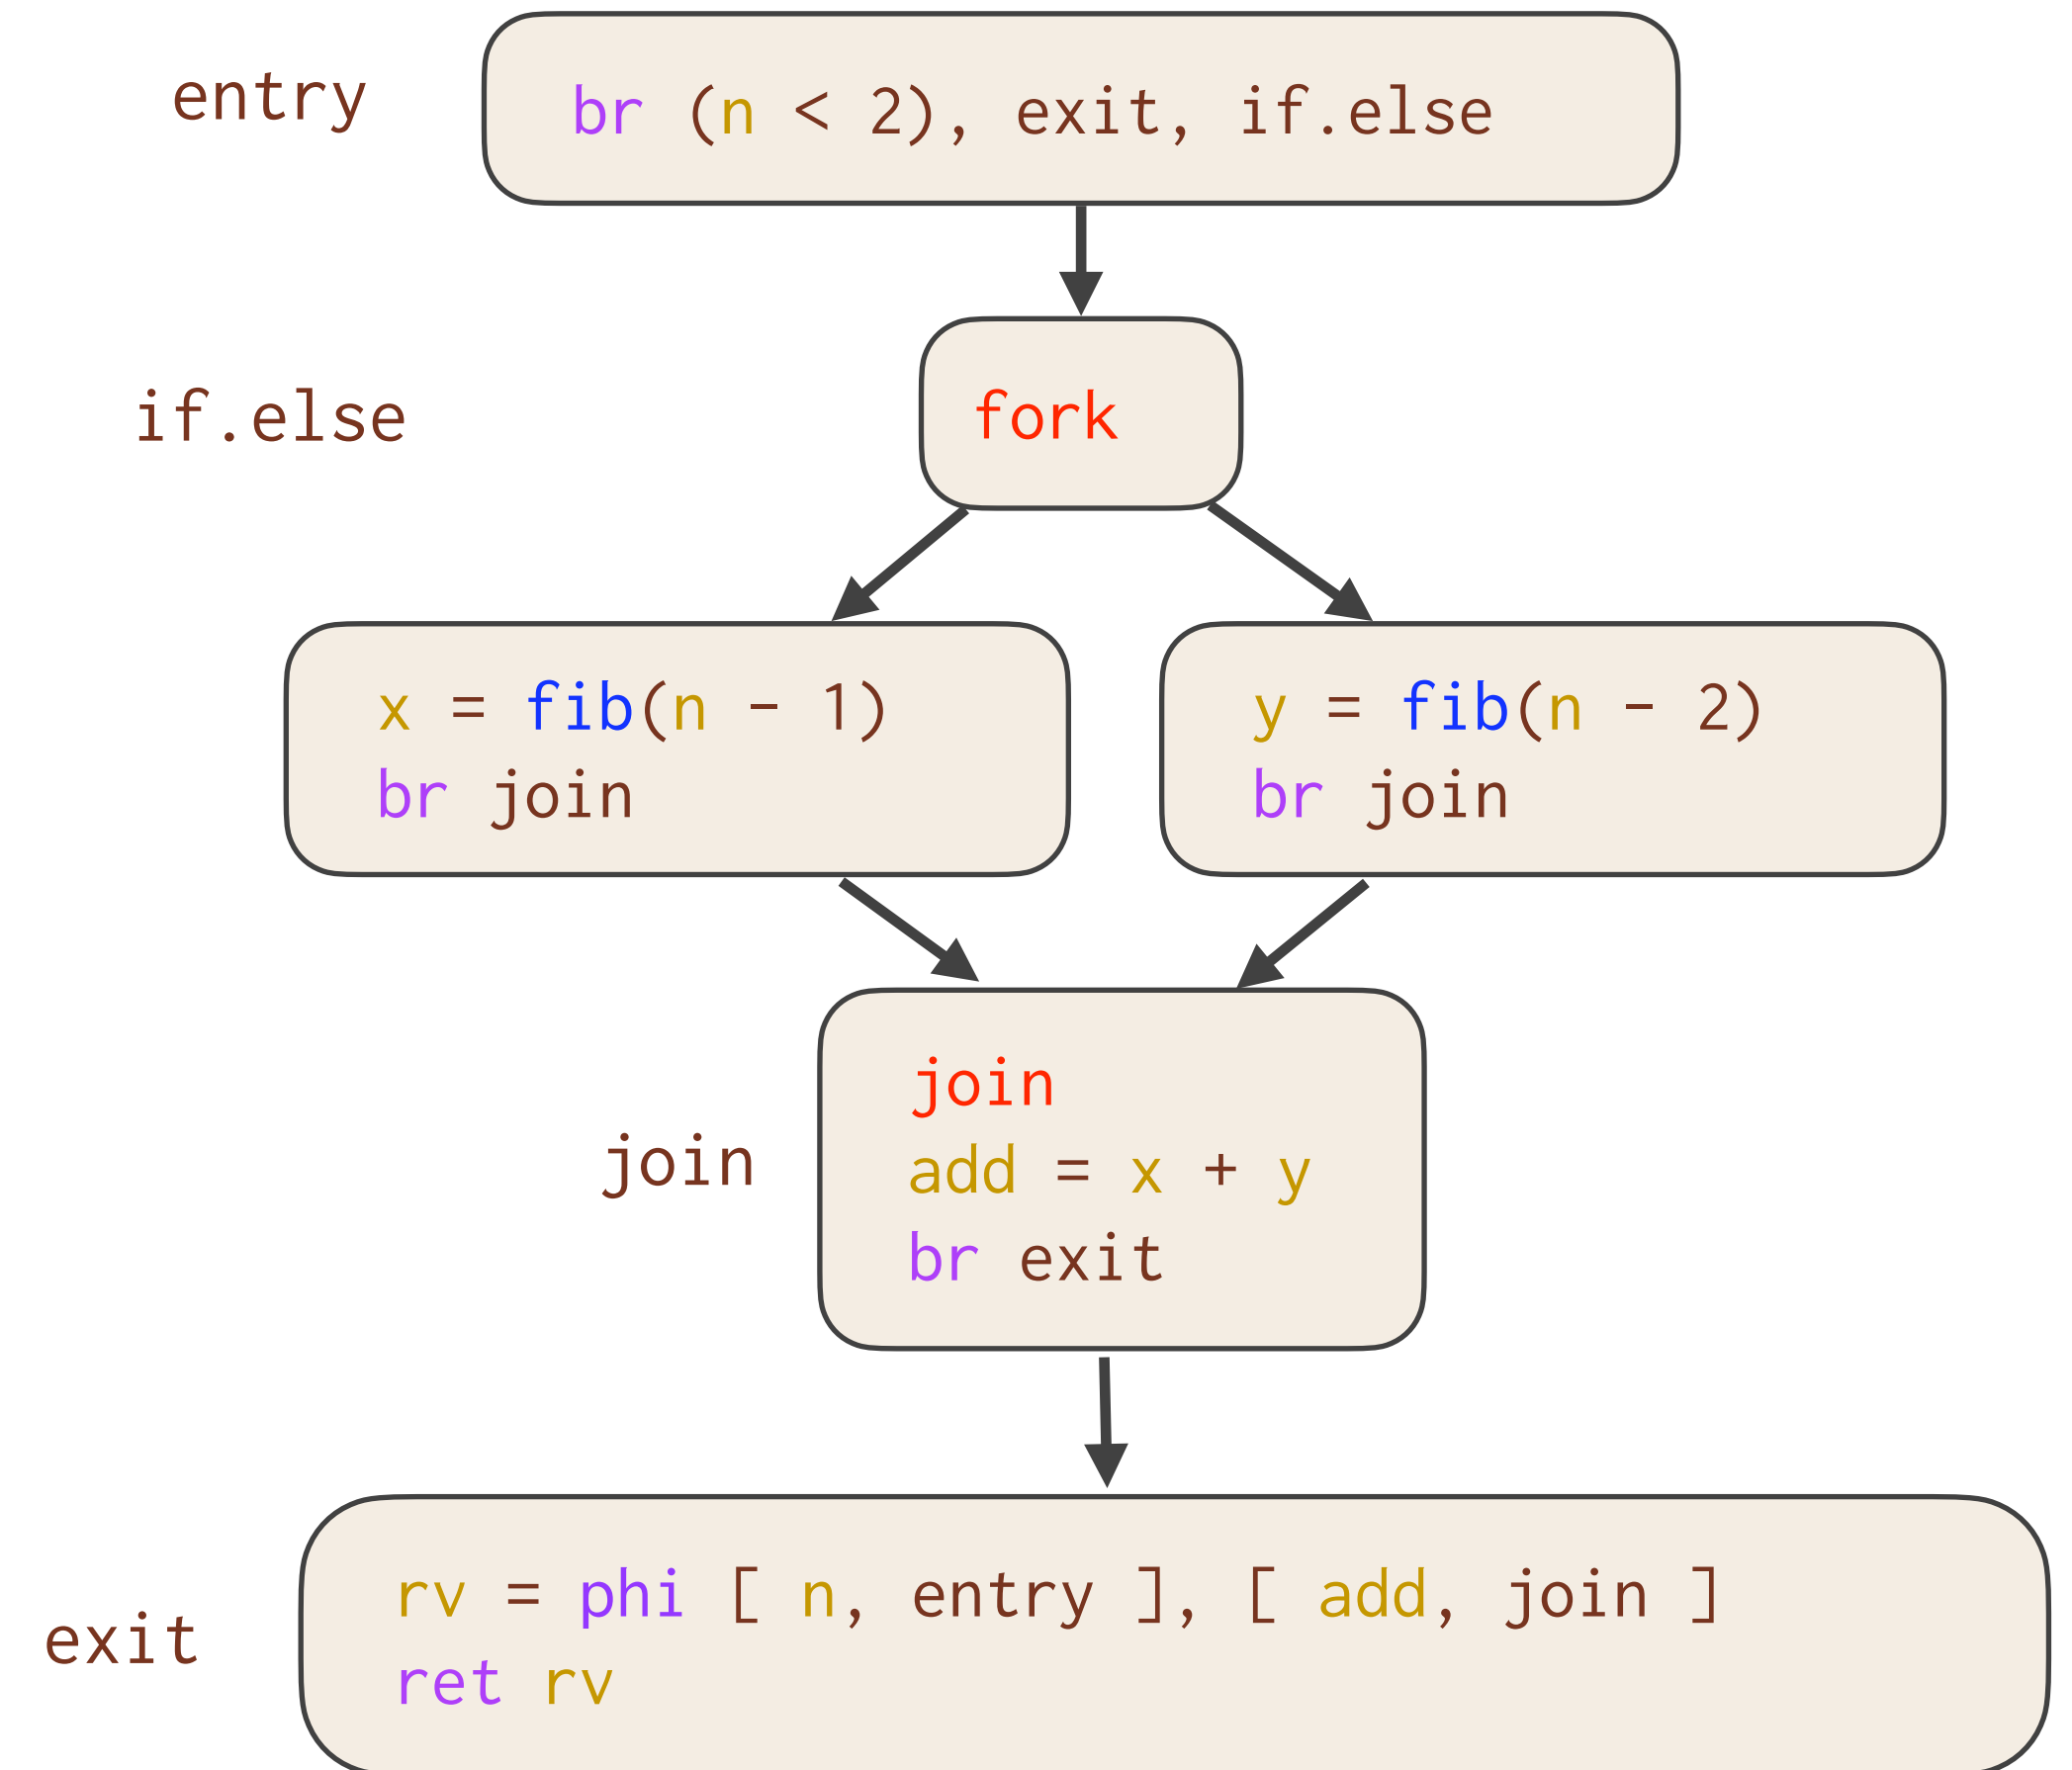 entry
br (n < 2), exit, if.else
if.else
fork
x = fib(n - 1)
br join
y = fib(n - 2)
br join
join
join
add = x + y
br exit
exit
rv = phi [ n, entry ], [ add, join ]
ret rv